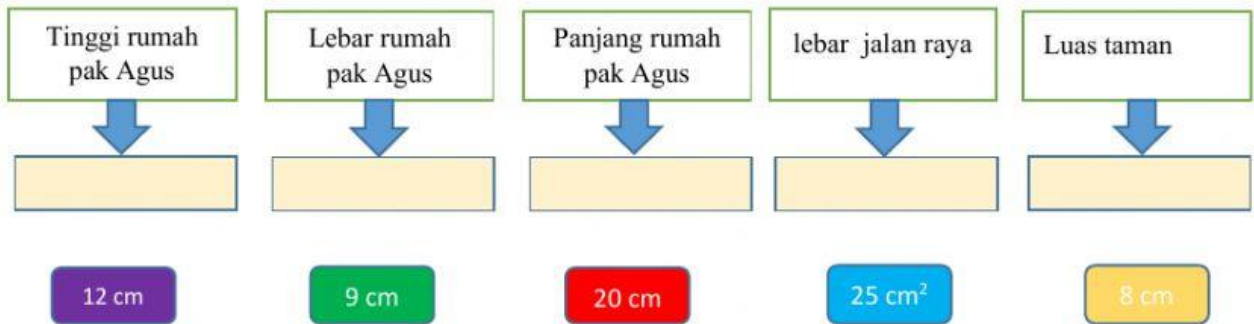 Tinggi rumah
pak Agus
Lebar rumah
pak Agus
Panjang rumah
pak Agus
lebar jalan raya
Luas taman
12 cm
9 cm
20 cm
25 cm²
8 cm